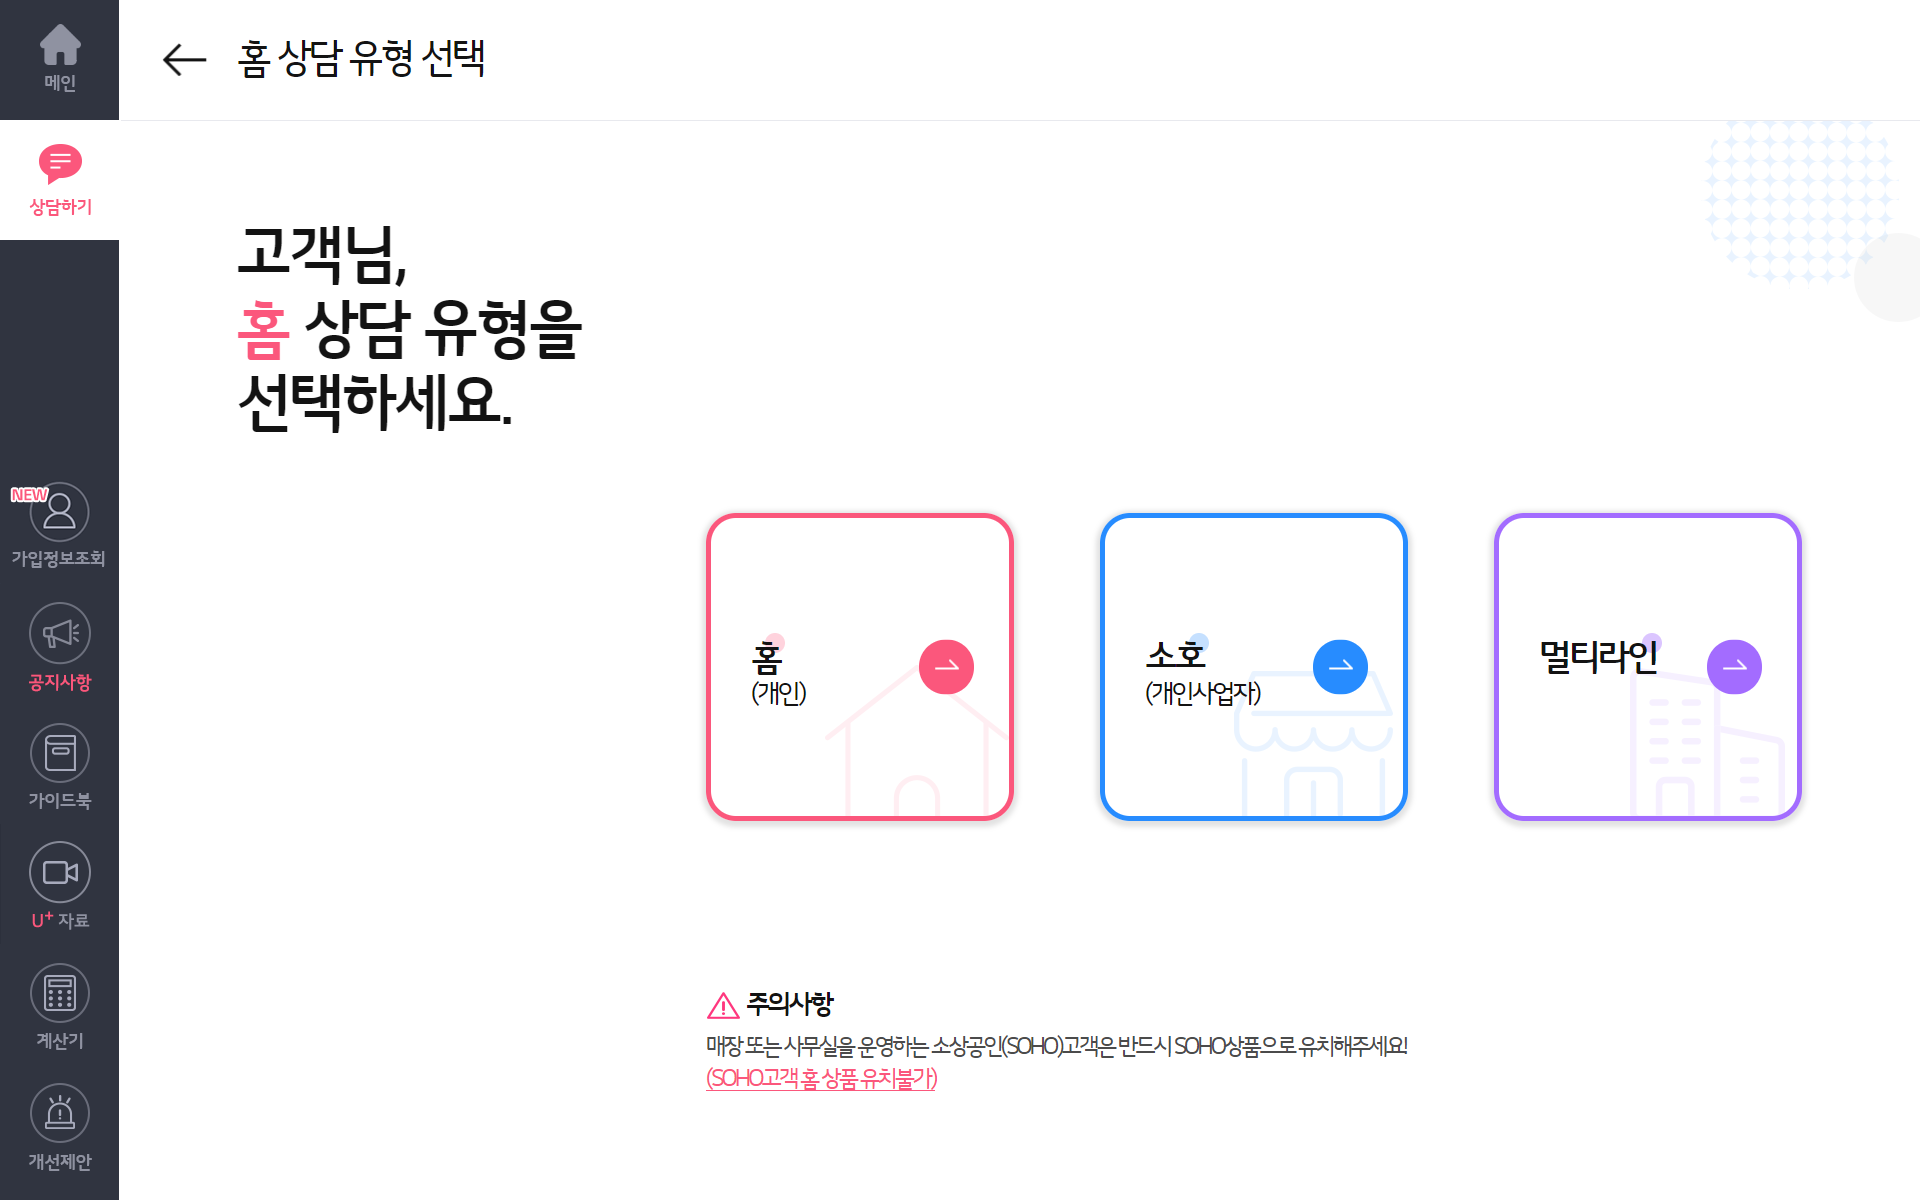 메인
상담하기
NEW
가입정보조회
공지사항
가이드북
U+ 자료
계산기
개선제안
홈 상담 유형 선택
고객님,
홈 상담 유형을
선택하세요.
홈
(개인)
소호
(개인사업자)
멀티라인
주의사항
매장 또는 사무실을 운영하는 소상공인(SOHO)고객은 반드시 SOHO상품으로 유치해주세요!
(SOHO고객 홈 상품 유치불가)